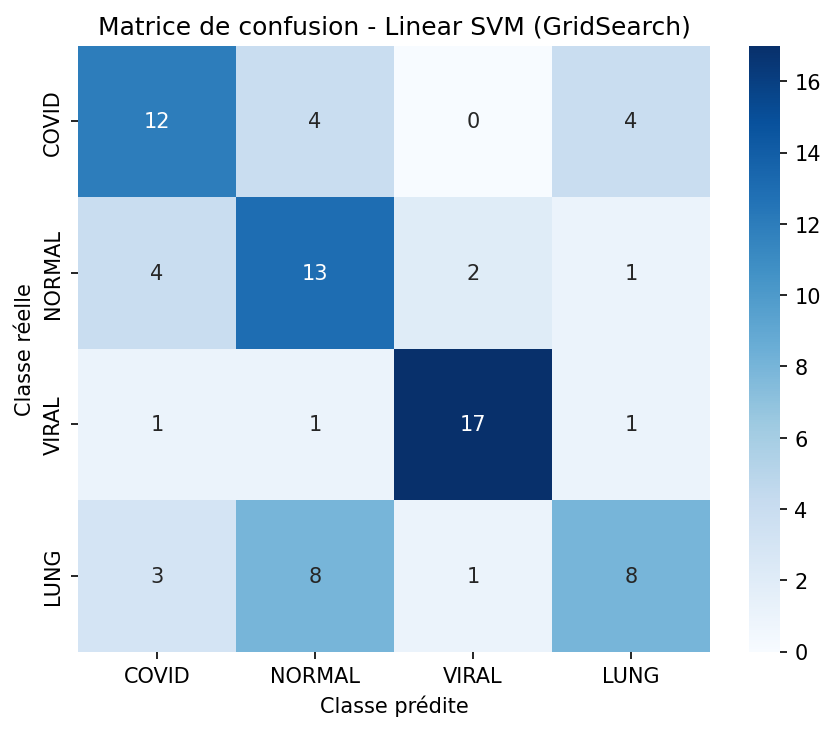 Matrice de confusion - Linear SVM (GridSearch)
Classe réelle
COVID 12 4 0 4
NORMAL 4 13 2 1
VIRAL 1 1 17 1
LUNG 3 8 1 8
COVID NORMAL VIRAL LUNG
Classe prédite
16
14
12
10
8
6
4
2
0